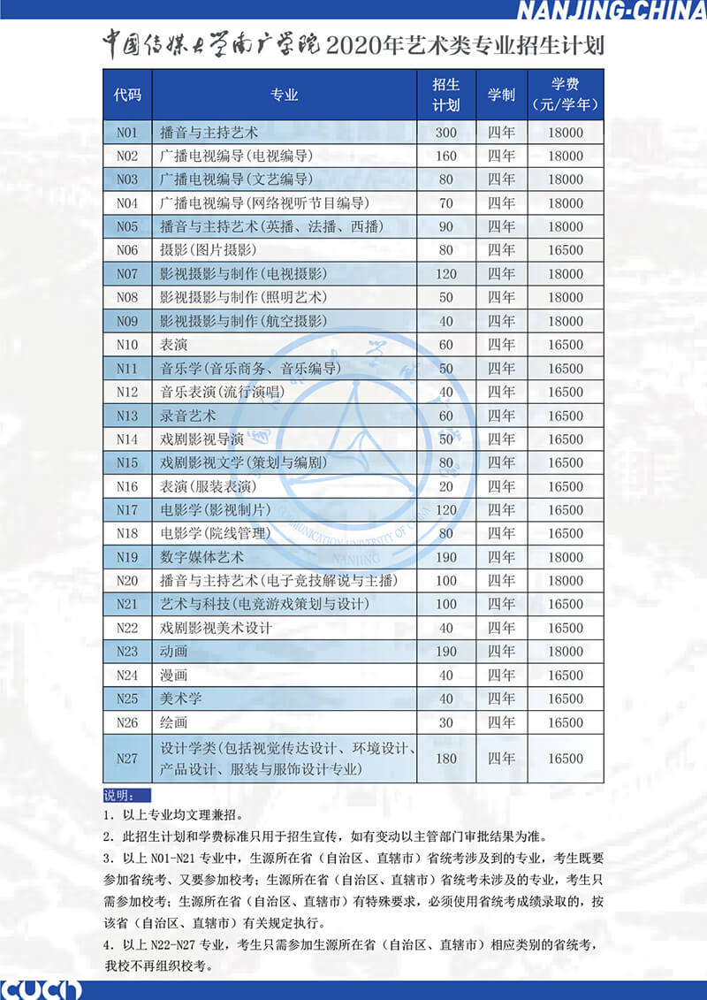 NANJING-CHINA
中国传媒大学南广学院2020年艺术类专业招生计划
代码 专业 招生计划 学制 学费(元/学年)
N01 播音与主持艺术 300 四年 18000
N02 广播电视编导(电视编导) 160 四年 18000
N03 广播电视编导(文艺编导) 80 四年 18000
N04 广播电视编导(网络视听节目编导) 70 四年 18000
N05 播音与主持艺术(英播、法播、西播) 90 四年 18000
N06 摄影(图片摄影) 80 四年 16500
N07 影视摄影与制作(电视摄影) 120 四年 18000
N08 影视摄影与制作(照明艺术) 50 四年 18000
N09 影视摄影与制作(航空摄影) 40 四年 18000
N10 表演 60 四年 16500
N11 音乐学(音乐商务、音乐编导) 50 四年 16500
N12 音乐表演(流行演唱) 40 四年 16500
N13 录音艺术 60 四年 16500
N14 戏剧影视导演 50 四年 16500
N15 戏剧影视文学(策划与编剧) 80 四年 16500
N16 表演(服装表演) 20 四年 16500
N17 电影学(影视制片) 120 四年 16500
N18 电影学(院线管理) 80 四年 16500
N19 数字媒体艺术 190 四年 18000
N20 播音与主持艺术(电子竞技解说与主播) 100 四年 18000
N21 艺术与科技(电竞游戏策划与设计) 100 四年 16500
N22 戏剧影视美术设计 40 四年 16500
N23 动画 190 四年 18000
N24 漫画 40 四年 16500
N25 美术学 40 四年 16500
N26 绘画 30 四年 16500
N27 设计学类(包括视觉传达设计、环境设计、
产品设计、服装与服饰设计专业) 180 四年 16500
COMMUNICATION UNIVERSITY OF CHINA
NANJING
说明:
1. 以上专业均文理兼招。
2. 此招生计划和学费标准只用于招生宣传，如有变动以主管部门审批结果为准。
3. 以上 N01-N21 专业中，生源所在省（自治区、直辖市）省统考涉及到的专业，考生既要
参加省统考、又要参加校考；生源所在省（自治区、直辖市）省统考未涉及的专业，考生只
需参加校考；生源所在省（自治区、直辖市）有特殊要求，必须使用省统考成绩录取的，按
该省（自治区、直辖市）有关规定执行。
4. 以上 N22-N27 专业，考生只需参加生源所在省（自治区、直辖市）相应类别的省统考，
我校不再组织校考。
CUCN